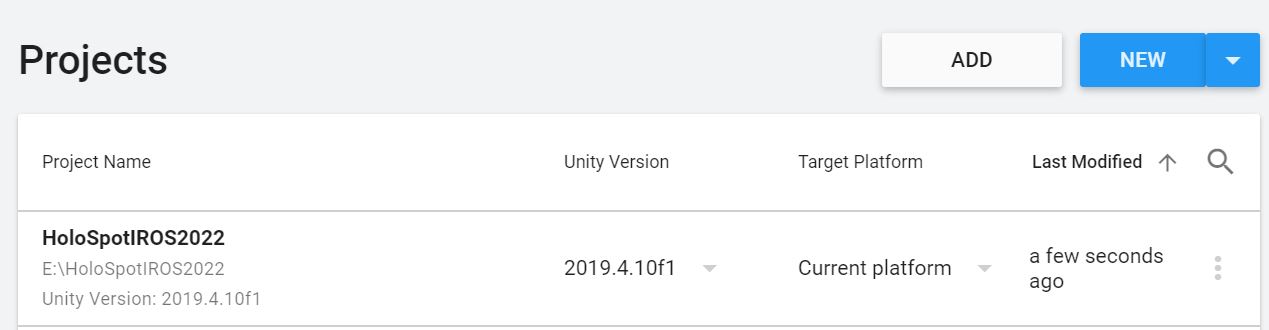 Projects
ADD
NEW
Project Name
Unity Version
Target Platform
Last Modified
HoloSpotIROS2022
E:\HoloSpotIROS2022
Unity Version: 2019.4.10f1
2019.4.10f1
Current platform
a few seconds
ago